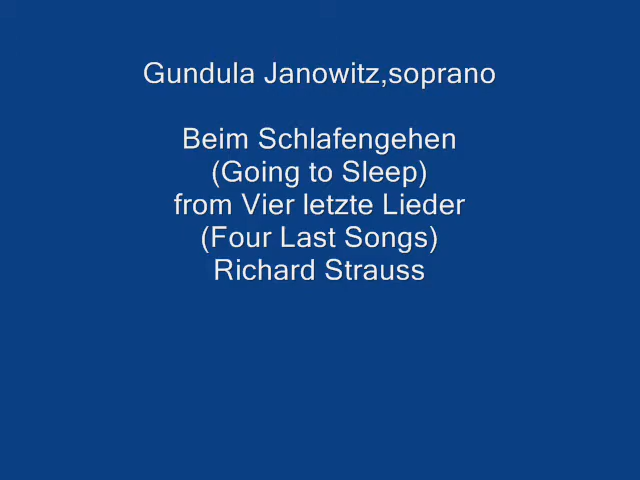 Gundula Janowitz,soprano
Beim Schlafengehen
(Going to Sleep)
from Vier letzte Lieder
(Four Last Songs)
Richard Strauss